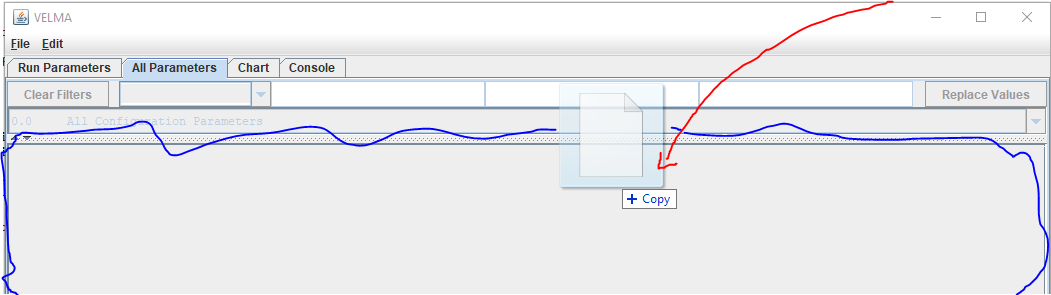 VELMA
File Edit
Run Parameters All Parameters Chart Console
Clear Filters Replace Values
0.0 All Configuration Parameters
+ Copy